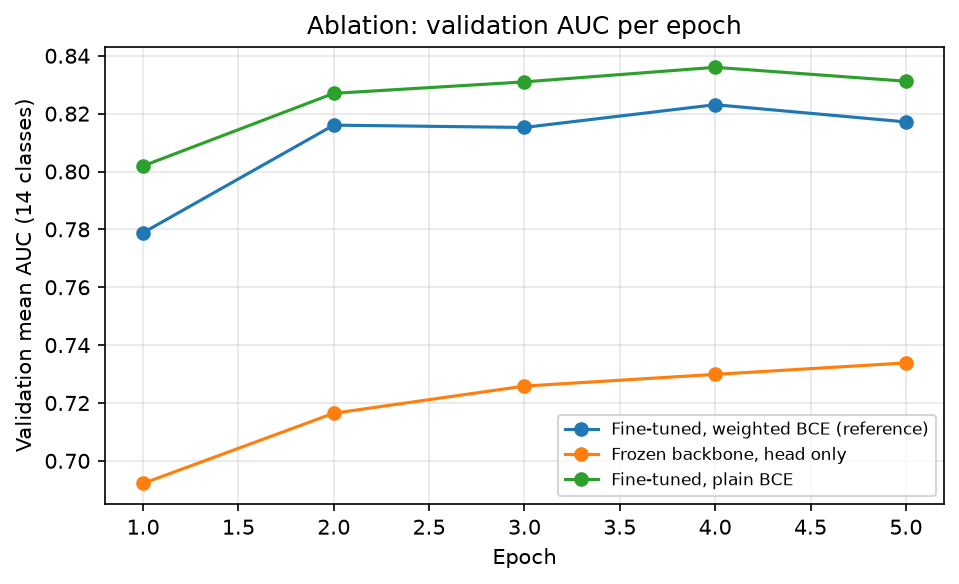 Ablation: validation AUC per epoch
Validation mean AUC (14 classes)
0.84
0.82
0.80
0.78
0.76
0.74
0.72
0.70
Fine-tuned, weighted BCE (reference)
Frozen backbone, head only
Fine-tuned, plain BCE
1.0 1.5 2.0 2.5 3.0 3.5 4.0 4.5 5.0
Epoch